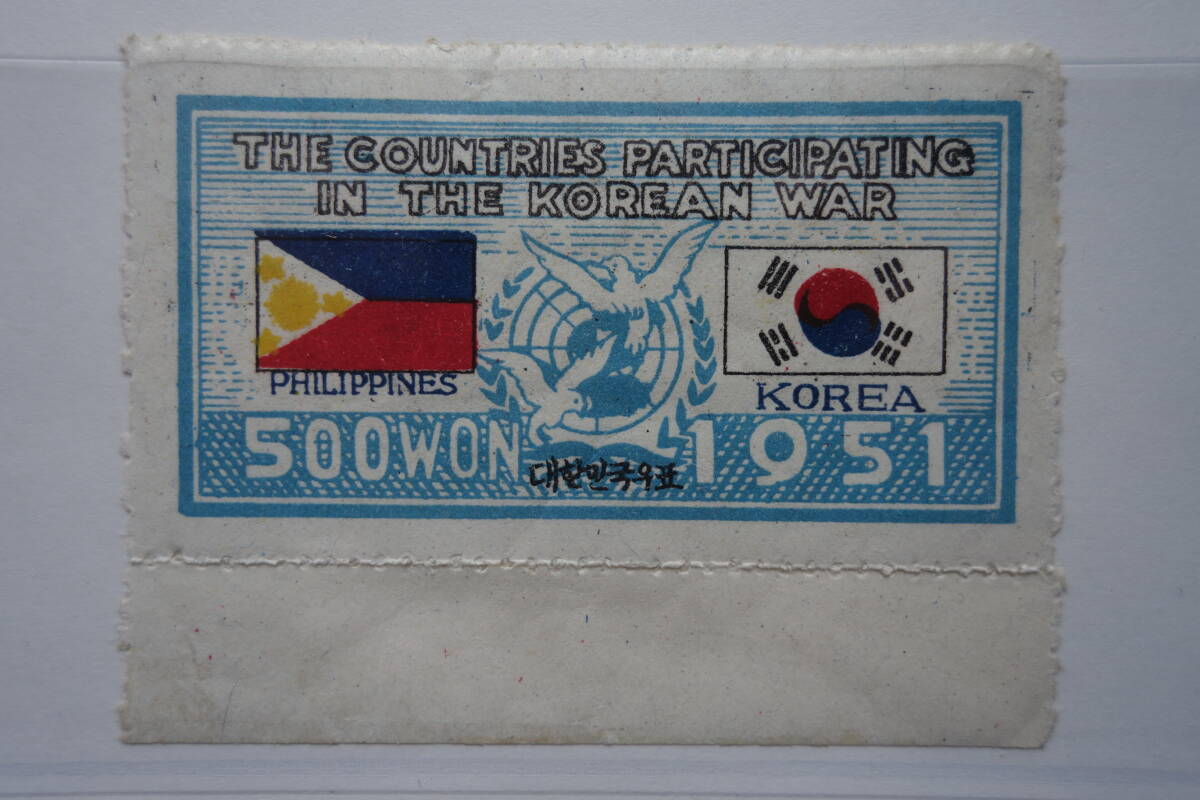 THE COUNTRIES PARTICIPATING
IN THE KOREAN WAR
PHILIPPINES
KOREA
500WON
1951
대한민국우표